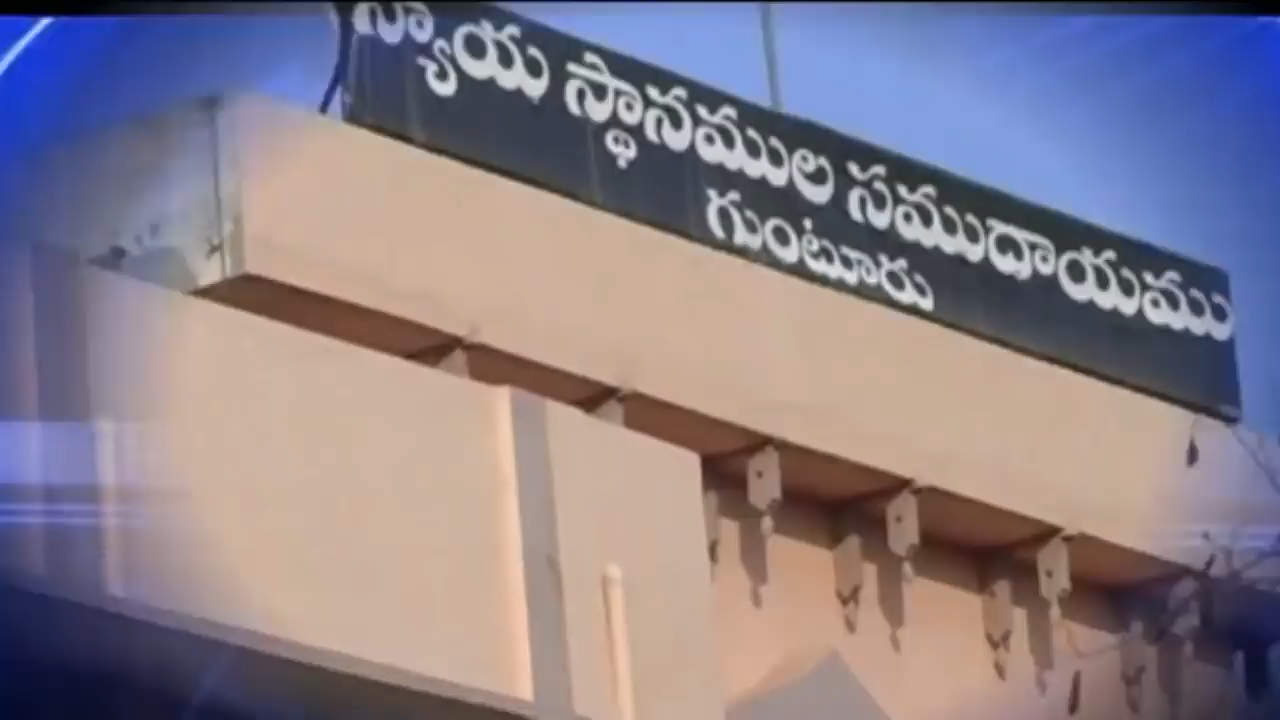 న్యాయ స్థానముల సముదాయము
గుంటూరు